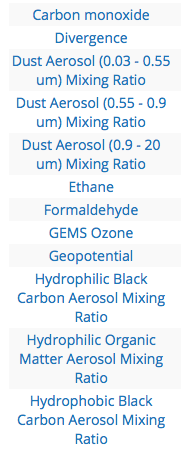 Carbon monoxide
Divergence
Dust Aerosol (0.03 - 0.55
um) Mixing Ratio
Dust Aerosol (0.55 - 0.9
um) Mixing Ratio
Dust Aerosol (0.9 - 20
um) Mixing Ratio
Ethane
Formaldehyde
GEMS Ozone
Geopotential
Hydrophilic Black
Carbon Aerosol Mixing
Ratio
Hydrophilic Organic
Matter Aerosol Mixing
Ratio
Hydrophobic Black
Carbon Aerosol Mixing
Ratio